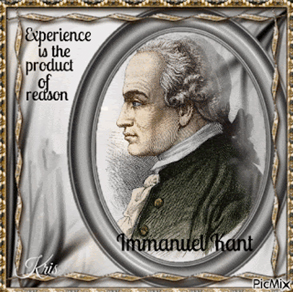 Experience
is the
product
of
reason
Immanuel Kant
Kris
PicMix